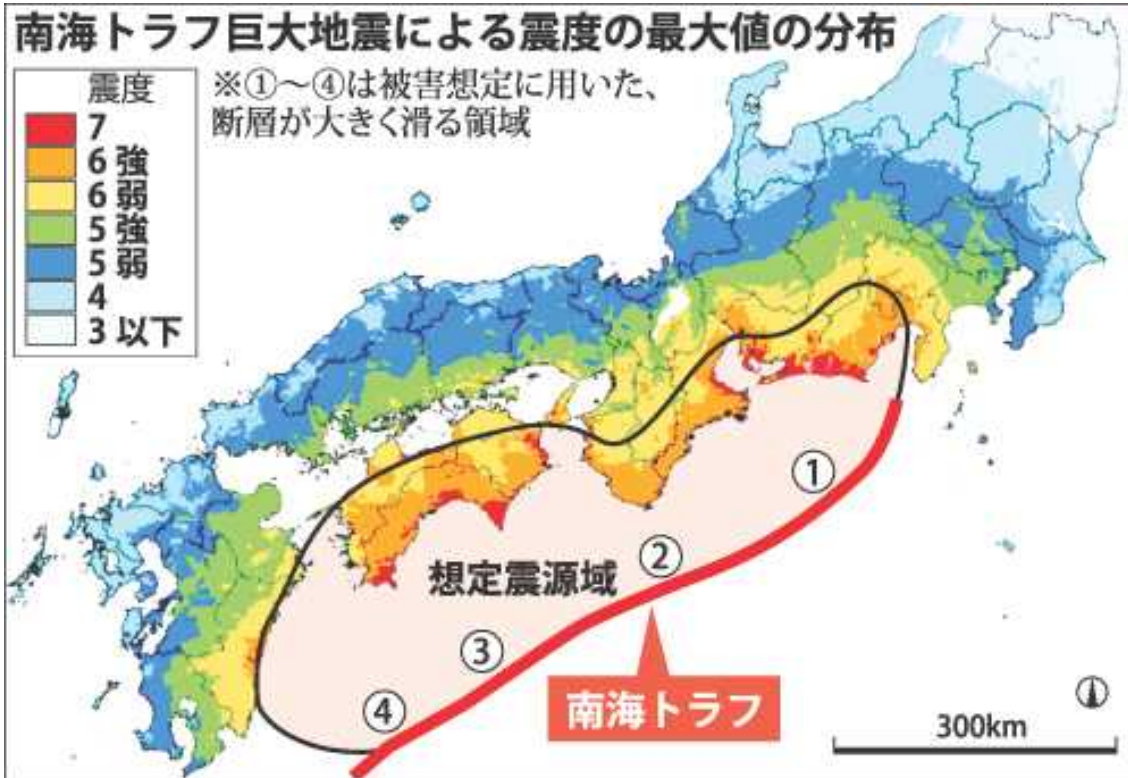 南海トラフ巨大地震による震度の最大値の分布
震度
7
6強
6弱
5強
5弱
4
3以下
※①～④は被害想定に用いた、
断層が大きく滑る領域
①
②
想定震源域
③
④
南海トラフ
300km